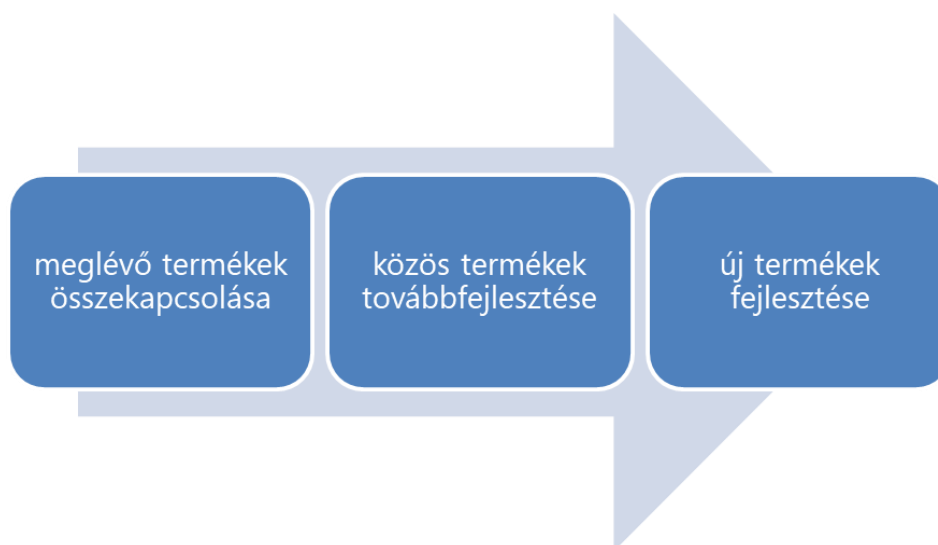 meglévő termékek
összekapcsolása
közös termékek
továbbfejlesztése
új termékek
fejlesztése